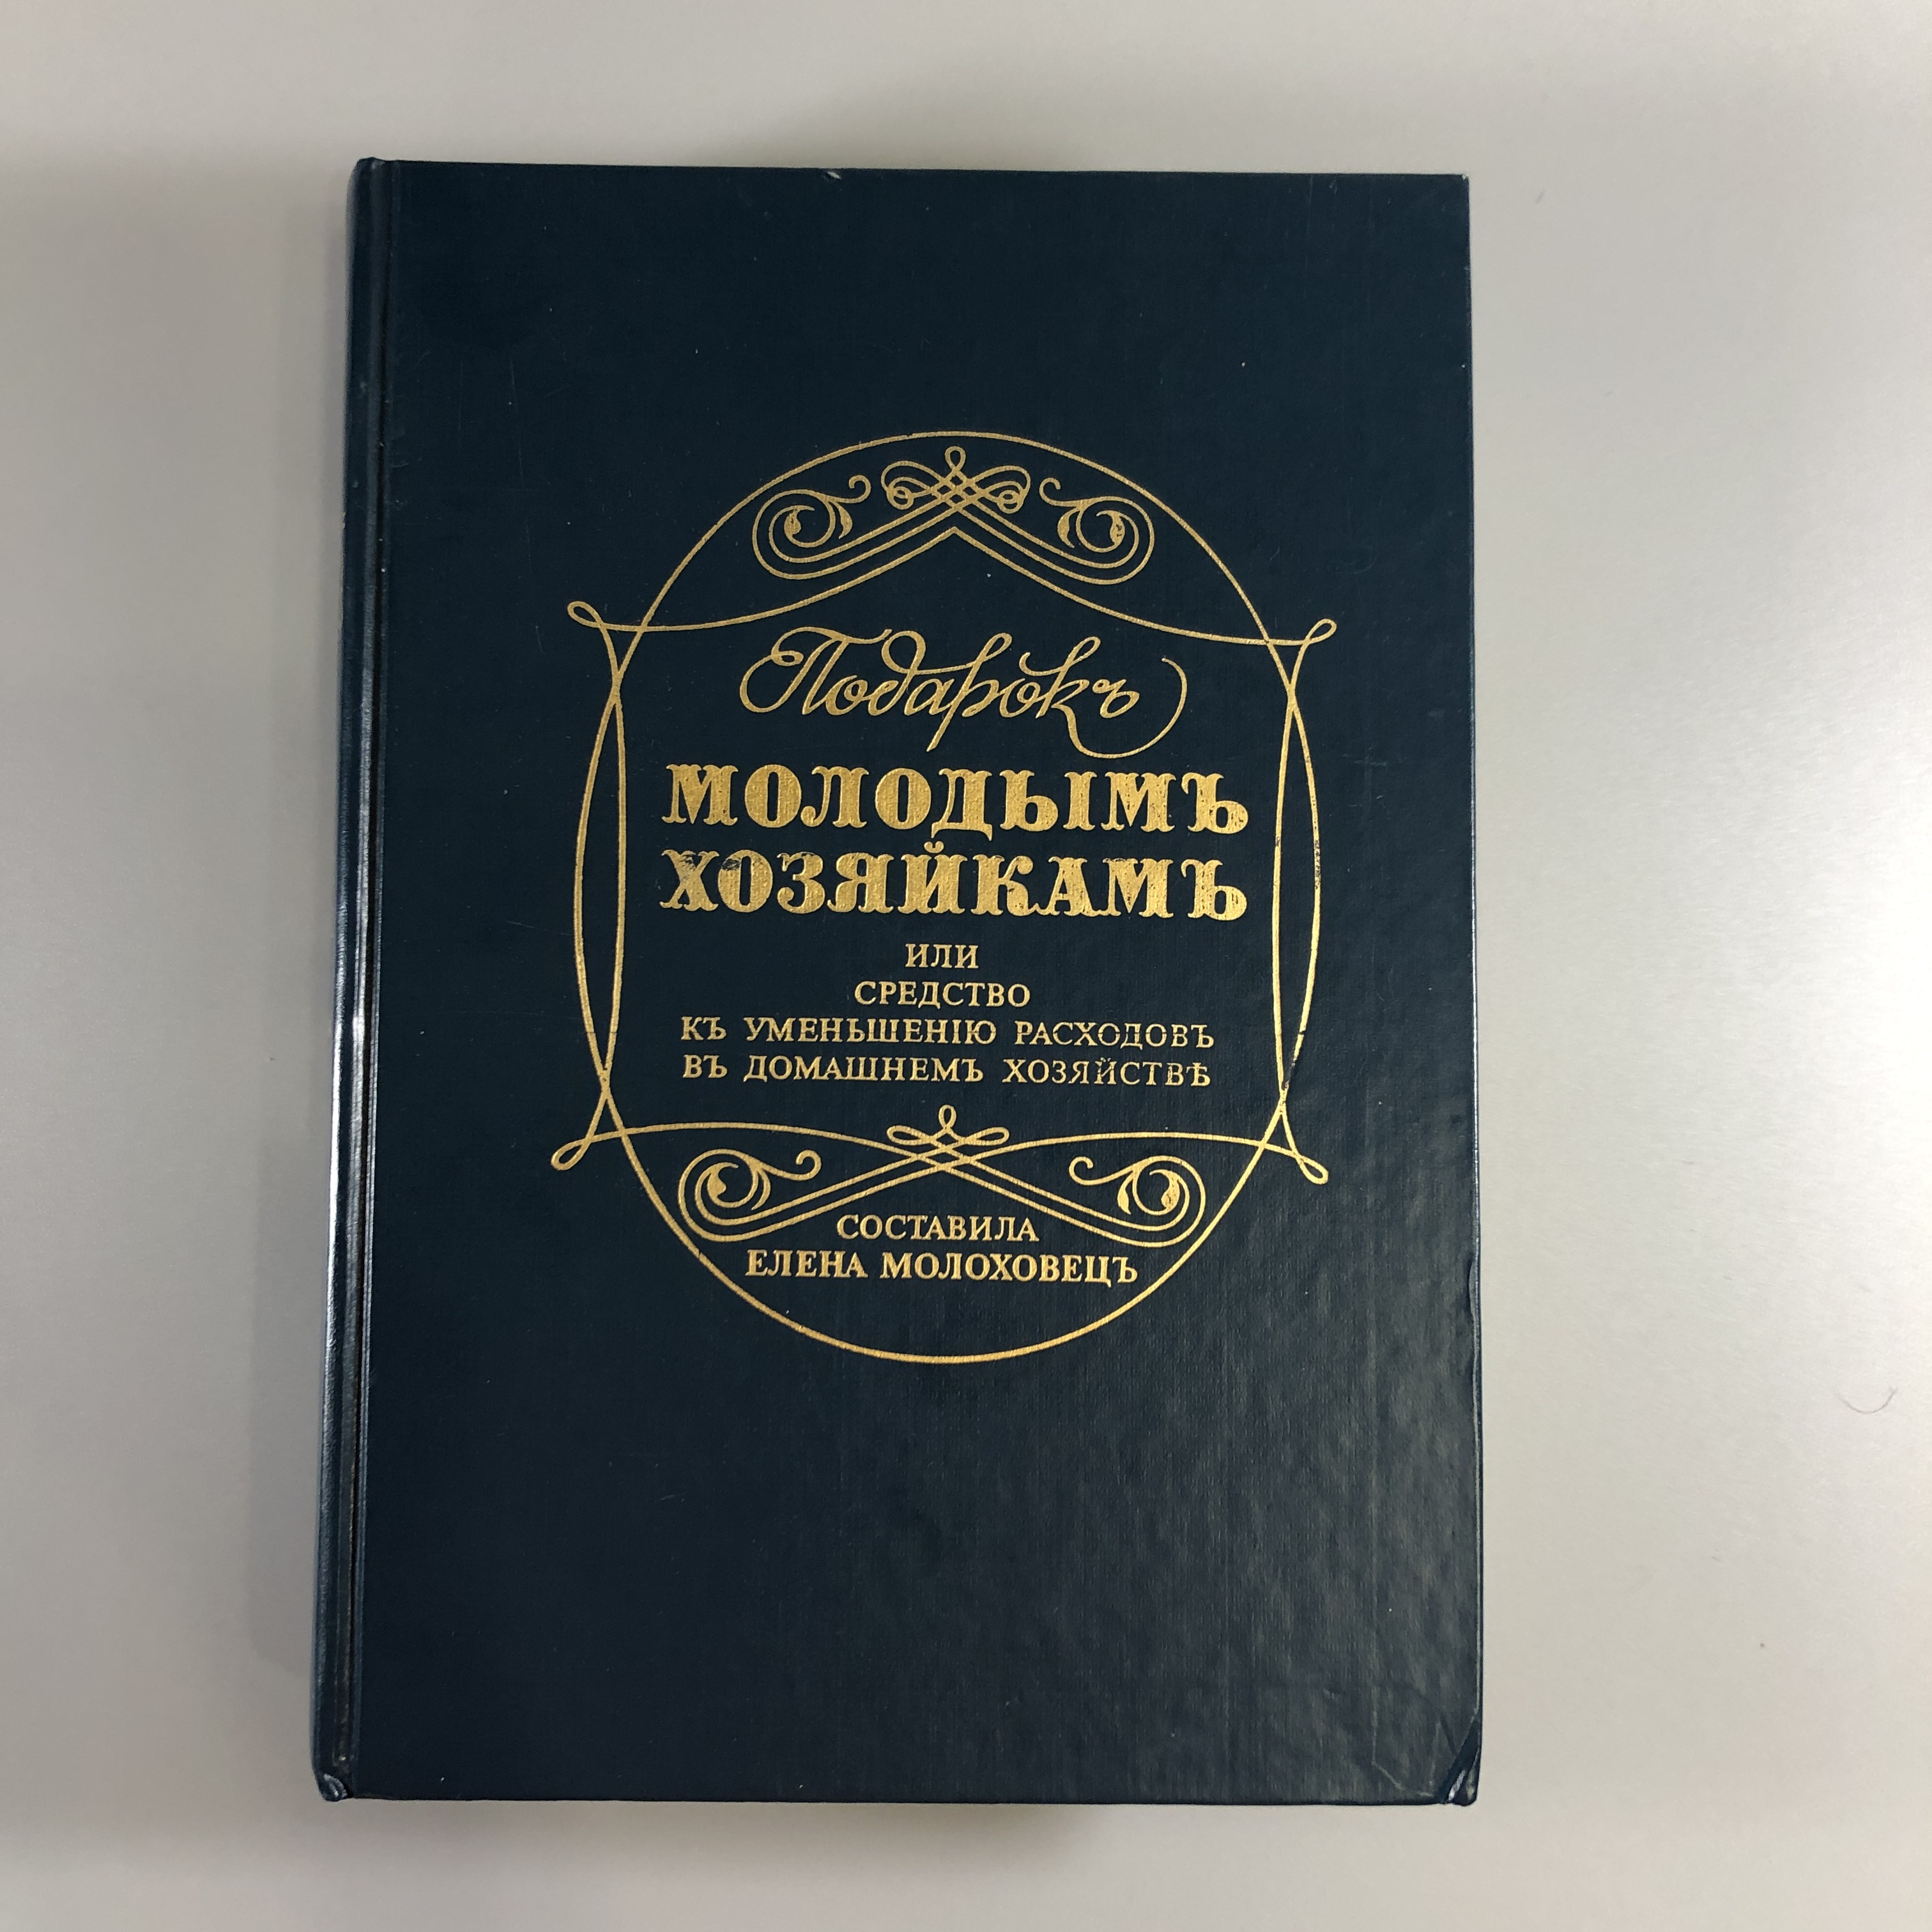 Подарокъ
МОЛОДЫМЪ
ХОЗЯЙКАМЪ
ИЛИ
СРЕДСТВО
КЪ УМЕНЬШЕНІЮ РАСХОДОВЪ
ВЪ ДОМАШНЕМЪ ХОЗЯЙСТВѢ
СОСТАВИЛА
ЕЛЕНА МОЛОХОВЕЦЪ